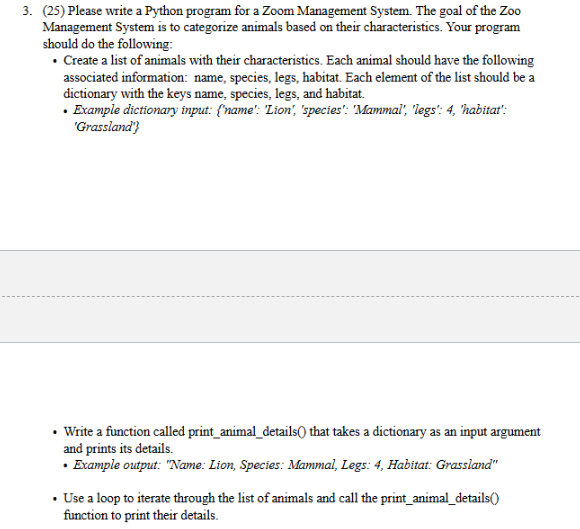 3. (25) Please write a Python program for a Zoom Management System. The goal of the Zoo
Management System is to categorize animals based on their characteristics. Your program
should do the following:
• Create a list of animals with their characteristics. Each animal should have the following
associated information: name, species, legs, habitat. Each element of the list should be a
dictionary with the keys name, species, legs, and habitat.
• Example dictionary input: {'name': 'Lion', 'species': 'Mammal', 'legs': 4, 'habitat':
'Grassland'}
• Write a function called print_animal_details() that takes a dictionary as an input argument
and prints its details.
• Example output: "Name: Lion, Species: Mammal, Legs: 4, Habitat: Grassland"
• Use a loop to iterate through the list of animals and call the print_animal_details()
function to print their details.